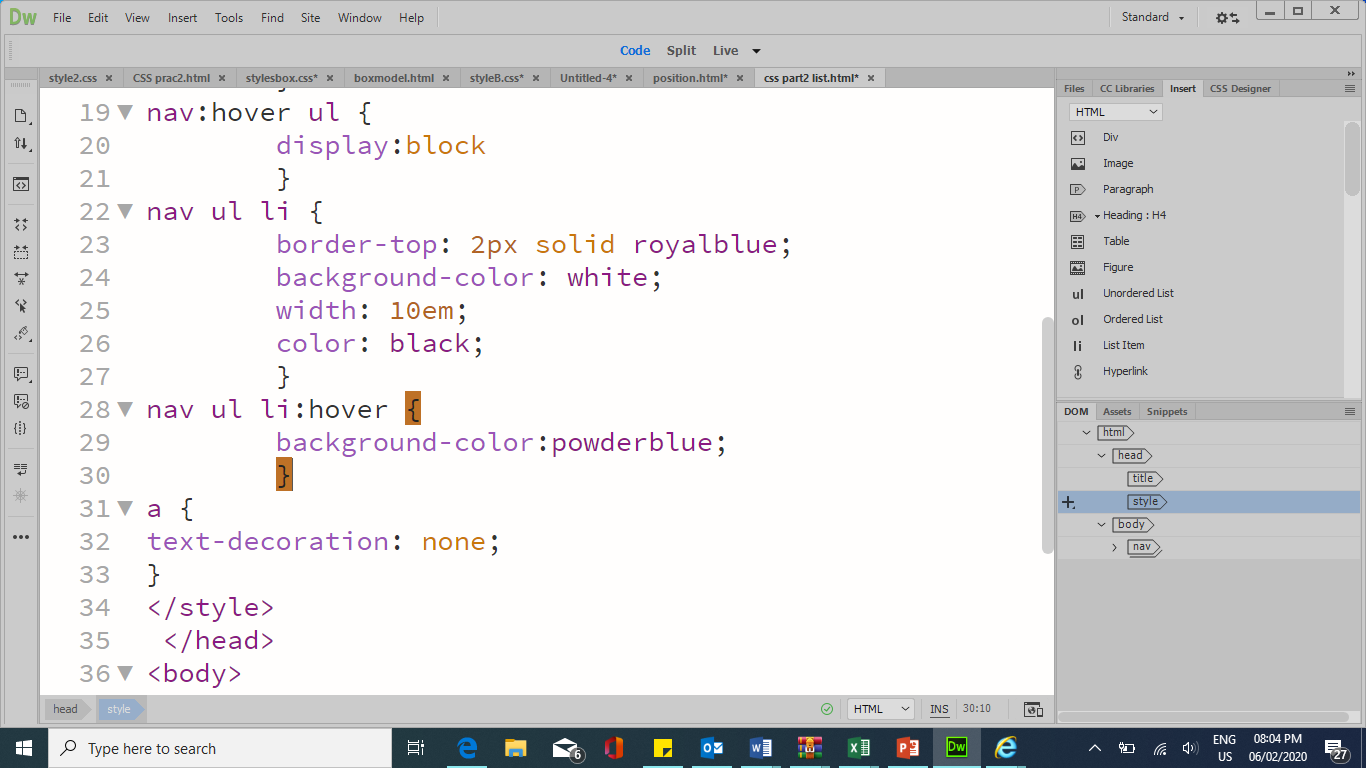 Dw File Edit View Insert Tools Find Site Window Help Standard
Code Split Live
style2.css CSS prac2.html stylesbox.css* boxmodel.html styleB.css* Untitled-4* position.html* css part2 list.html*
19 nav:hover ul {
20 display:block
21 }
22 nav ul li {
23 border-top: 2px solid royalblue;
24 background-color: white;
25 width: 10em;
26 color: black;
27 }
28 nav ul li:hover {
29 background-color:powderblue;
30 }
31 a {
32 text-decoration: none;
33 }
34 </style>
35 </head>
36 <body>
head style HTML INS 30:10
Files CC Libraries Insert CSS Designer
HTML
Div
Image
P Paragraph
H4 Heading : H4
Table
Figure
ul Unordered List
ol Ordered List
li List Item
Hyperlink
DOM Assets Snippets
html
head
title
style
body
nav
Type here to search
6
Dw
ENG
US
08:04 PM
06/02/2020
27